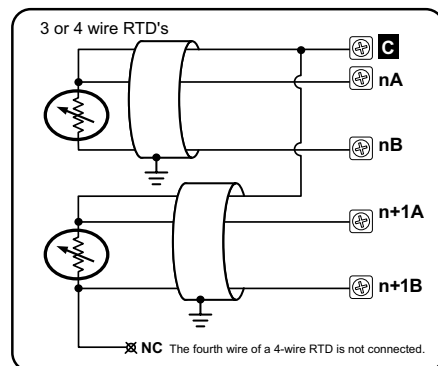 3 or 4 wire RTD's
C
nA
nB
n+1A
n+1B
NC The fourth wire of a 4-wire RTD is not connected.